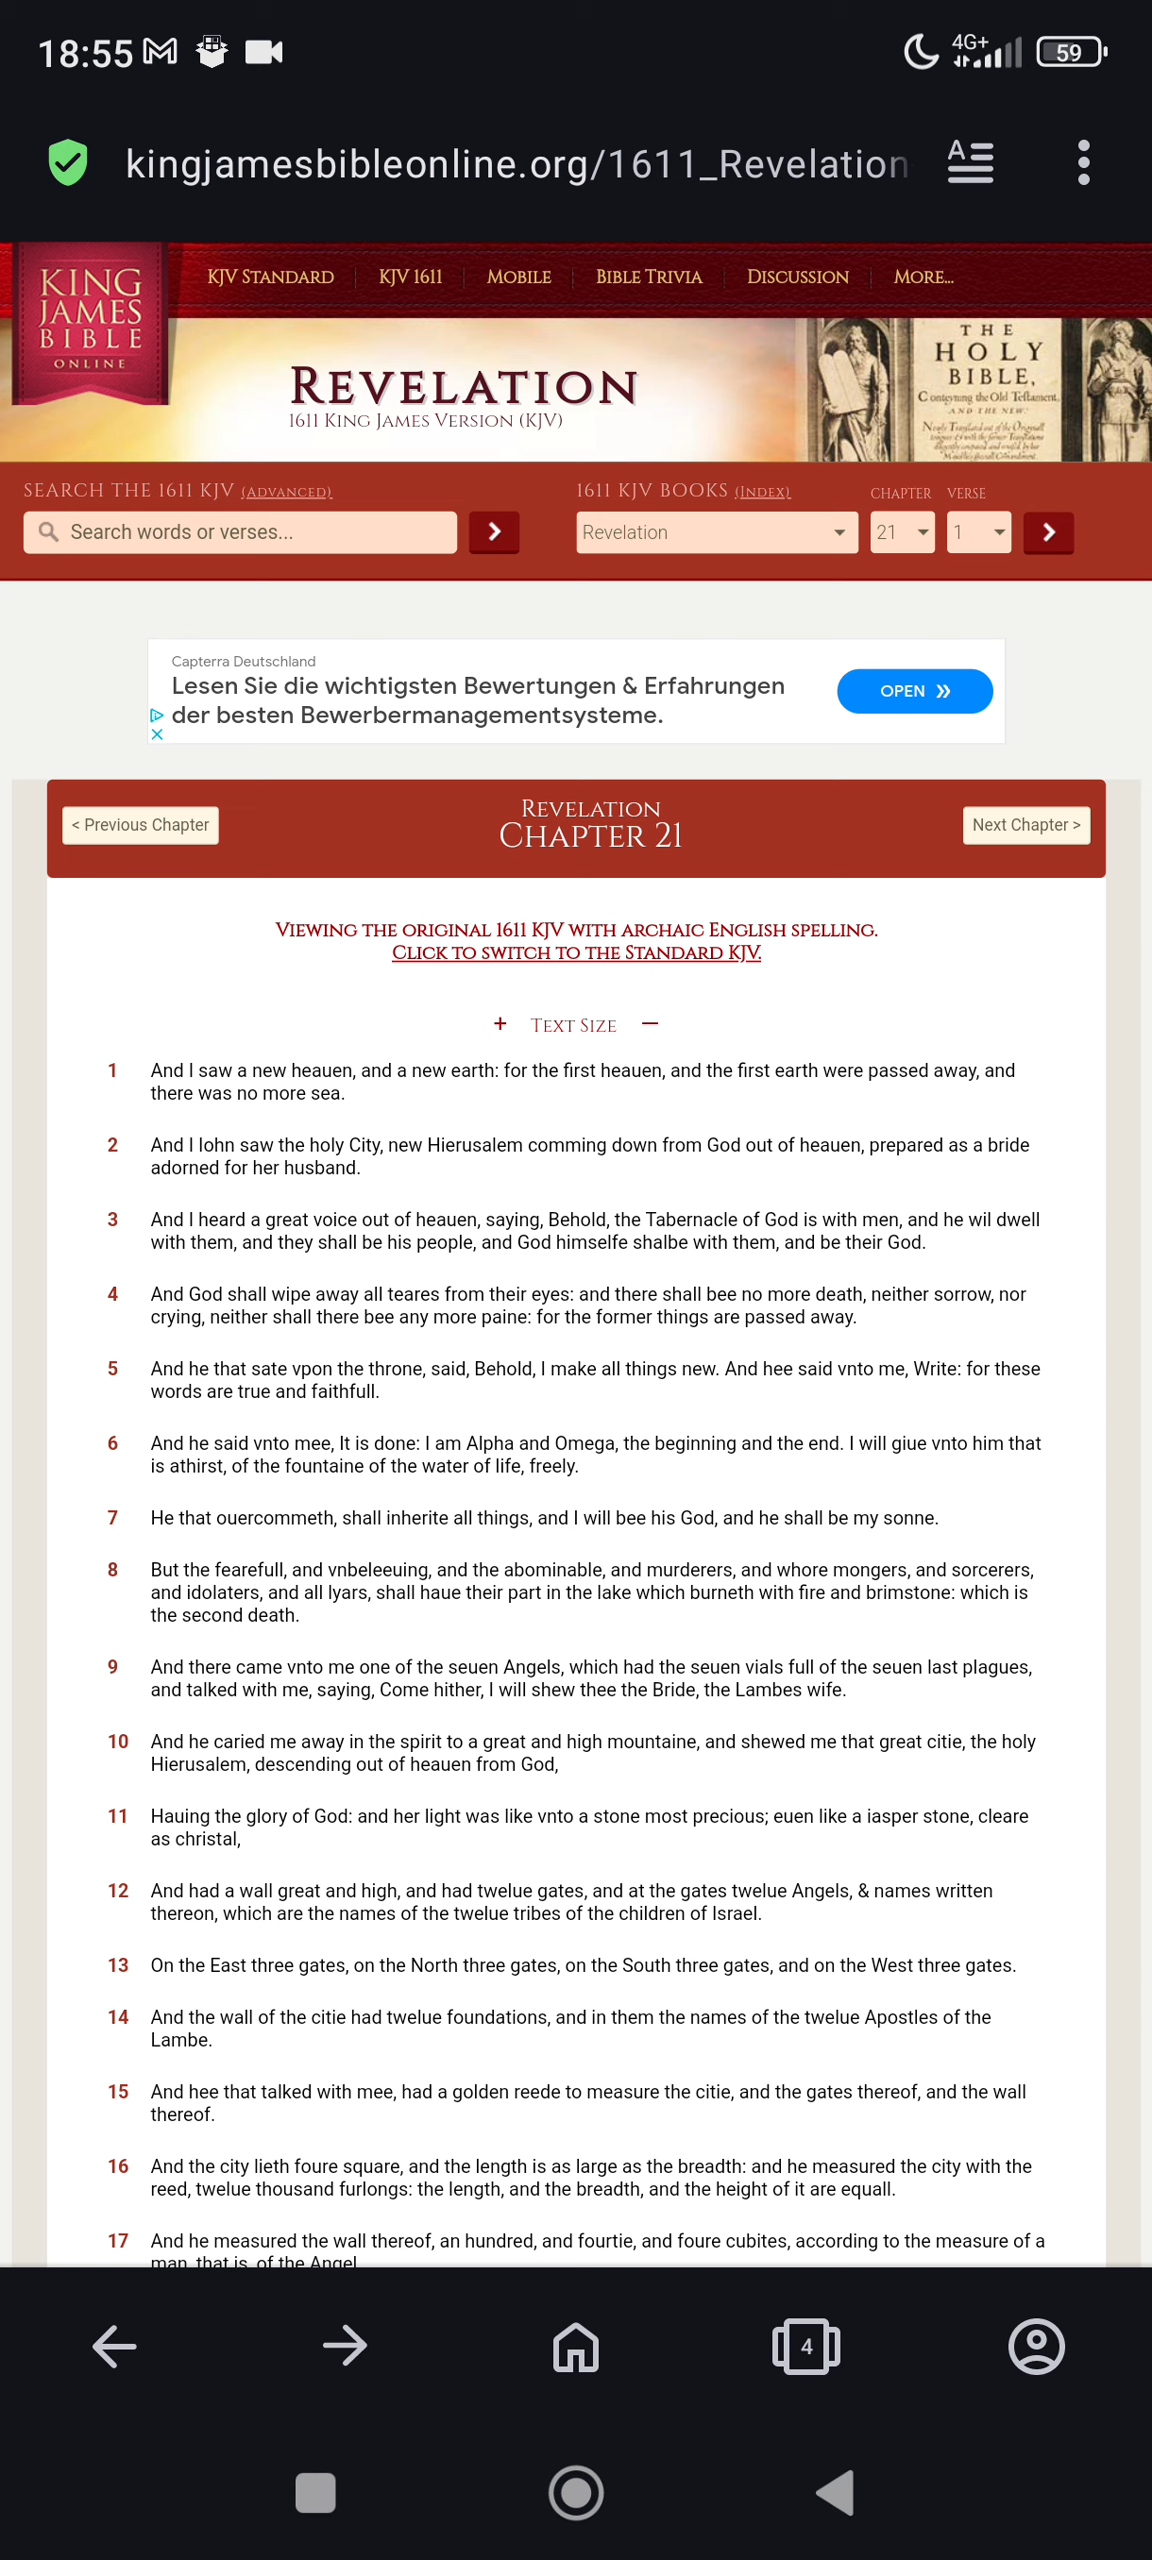 18:55
4G+
59
kingjamesbibleonline.org/1611_Revelation
KING
JAMES
BIBLE
ONLINE
KJV STANDARD
KJV 1611
MOBILE
BIBLE TRIVIA
DISCUSSION
MORE...
REVELATION
1611 KING JAMES VERSION (KJV)
THE
HOLY
BIBLE,
Conteyning the Old Testament,
AND THE NEW:
SEARCH THE 1611 KJV (ADVANCED)
1611 KJV BOOKS (INDEX)
CHAPTER
VERSE
Search words or verses...
Revelation
21
1
Capterra Deutschland
Lesen Sie die wichtigsten Bewertungen & Erfahrungen
der besten Bewerbermanagementsysteme.
OPEN
< Previous Chapter
REVELATION
CHAPTER 21
Next Chapter >
VIEWING THE ORIGINAL 1611 KJV WITH ARCHAIC ENGLISH SPELLING.
CLICK TO SWITCH TO THE STANDARD KJV.
+ TEXT SIZE –
1 And I saw a new heauen, and a new earth: for the first heauen, and the first earth were passed away, and
there was no more sea.
2 And I Iohn saw the holy City, new Hierusalem comming down from God out of heauen, prepared as a bride
adorned for her husband.
3 And I heard a great voice out of heauen, saying, Behold, the Tabernacle of God is with men, and he wil dwell
with them, and they shall be his people, and God himselfe shalbe with them, and be their God.
4 And God shall wipe away all teares from their eyes: and there shall bee no more death, neither sorrow, nor
crying, neither shall there bee any more paine: for the former things are passed away.
5 And he that sate vpon the throne, said, Behold, I make all things new. And hee said vnto me, Write: for these
words are true and faithfull.
6 And he said vnto mee, It is done: I am Alpha and Omega, the beginning and the end. I will giue vnto him that
is athirst, of the fountaine of the water of life, freely.
7 He that ouercommeth, shall inherite all things, and I will bee his God, and he shall be my sonne.
8 But the fearefull, and vnbeleeuing, and the abominable, and murderers, and whore mongers, and sorcerers,
and idolaters, and all lyars, shall haue their part in the lake which burneth with fire and brimstone: which is
the second death.
9 And there came vnto me one of the seuen Angels, which had the seuen vials full of the seuen last plagues,
and talked with me, saying, Come hither, I will shew thee the Bride, the Lambes wife.
10 And he caried me away in the spirit to a great and high mountaine, and shewed me that great citie, the holy
Hierusalem, descending out of heauen from God,
11 Hauing the glory of God: and her light was like vnto a stone most precious; euen like a iasper stone, cleare
as christal,
12 And had a wall great and high, and had twelue gates, and at the gates twelue Angels, & names written
thereon, which are the names of the twelue tribes of the children of Israel.
13 On the East three gates, on the North three gates, on the South three gates, and on the West three gates.
14 And the wall of the citie had twelue foundations, and in them the names of the twelue Apostles of the
Lambe.
15 And hee that talked with mee, had a golden reede to measure the citie, and the gates thereof, and the wall
thereof.
16 And the city lieth foure square, and the length is as large as the breadth: and he measured the city with the
reed, twelue thousand furlongs: the length, and the breadth, and the height of it are equall.
17 And he measured the wall thereof, an hundred, and fourtie, and foure cubites, according to the measure of a
man, that is, of the Angel.
4